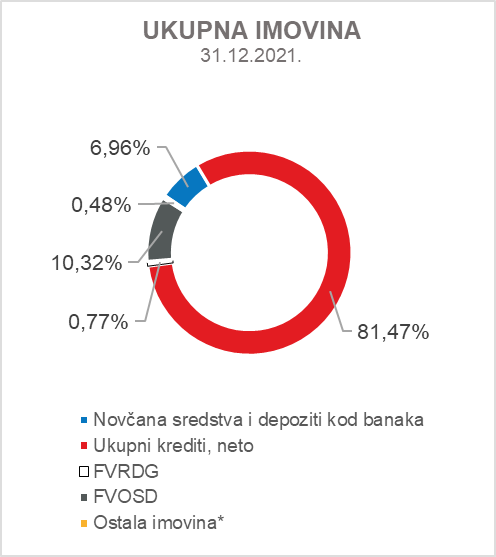 UKUPNA IMOVINA
31.12.2021.
6,96%
0,48%
10,32%
0,77%
81,47%
Novčana sredstva i depoziti kod banaka
Ukupni krediti, neto
FVRDG
FVOSD
Ostala imovina*